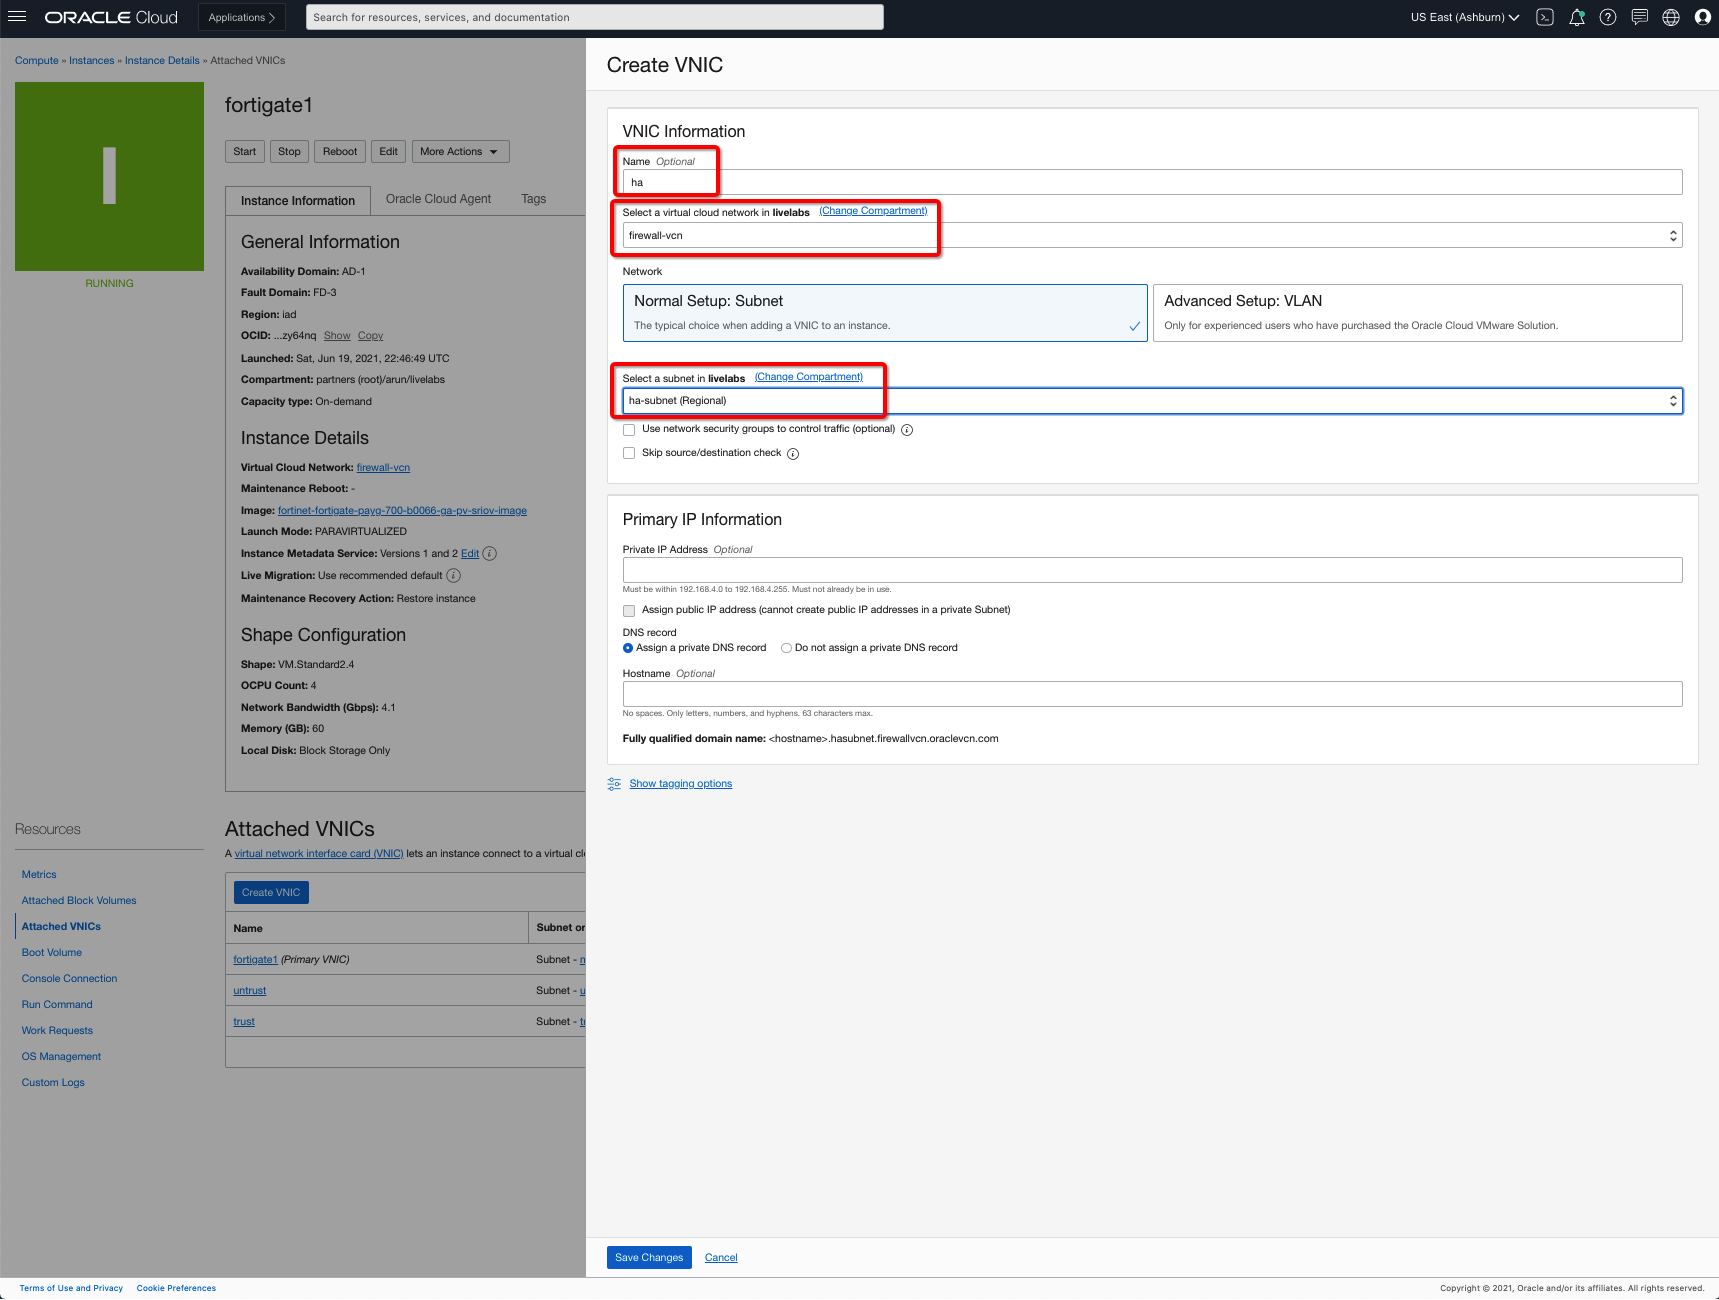 ORACLE Cloud
Applications
Search for resources, services, and documentation
US East (Ashburn)
Compute » Instances » Instance Details » Attached VNICs
I
RUNNING
fortigate1
Start
Stop
Reboot
Edit
More Actions
Instance Information
Oracle Cloud Agent
Tags
General Information
Availability Domain: AD-1
Fault Domain: FD-3
Region: iad
OCID: ...zy64nq Show Copy
Launched: Sat, Jun 19, 2021, 22:46:49 UTC
Compartment: partners (root)/arun/livelabs
Capacity type: On-demand
Instance Details
Virtual Cloud Network: firewall-vcn
Maintenance Reboot: -
Image: fortinet-fortigate-payg-700-b0066-ga-pv-sriov-image
Launch Mode: PARAVIRTUALIZED
Instance Metadata Service: Versions 1 and 2 Edit
Live Migration: Use recommended default
Maintenance Recovery Action: Restore instance
Shape Configuration
Shape: VM.Standard2.4
OCPU Count: 4
Network Bandwidth (Gbps): 4.1
Memory (GB): 60
Local Disk: Block Storage Only
Resources
Metrics
Attached Block Volumes
Attached VNICs
Boot Volume
Console Connection
Run Command
Work Requests
OS Management
Custom Logs
Attached VNICs
A virtual network interface card (VNIC) lets an instance connect to a virtual cl
Create VNIC
Name
Subnet or
fortigate1 (Primary VNIC)
Subnet -
untrust
Subnet - u
trust
Subnet -
Create VNIC
VNIC Information
Name Optional
ha
Select a virtual cloud network in livelabs (Change Compartment)
firewall-vcn
Network
Normal Setup: Subnet
The typical choice when adding a VNIC to an instance.
Advanced Setup: VLAN
Only for experienced users who have purchased the Oracle Cloud VMware Solution.
Select a subnet in livelabs (Change Compartment)
ha-subnet (Regional)
Use network security groups to control traffic (optional)
Skip source/destination check
Primary IP Information
Private IP Address Optional
Must be within 192.168.4.0 to 192.168.4.255. Must not already be in use.
Assign public IP address (cannot create public IP addresses in a private Subnet)
DNS record
Assign a private DNS record
Do not assign a private DNS record
Hostname Optional
No spaces. Only letters, numbers, and hyphens. 63 characters max.
Fully qualified domain name: <hostname>.hasubnet.firewallvcn.oraclevcn.com
Show tagging options
Save Changes
Cancel
Terms of Use and Privacy
Cookie Preferences
Copyright © 2021, Oracle and/or its affiliates. All rights reserved.